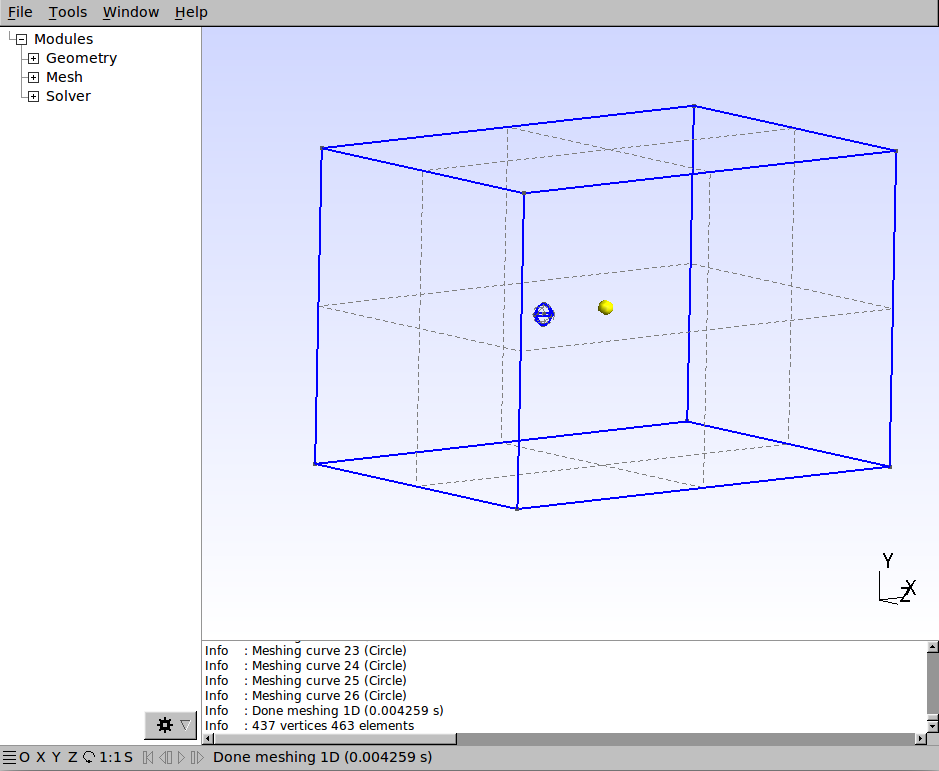 File Tools Window Help
Modules
Geometry
Mesh
Solver
Y
X
Z
Info : Meshing curve 23 (Circle)
Info : Meshing curve 24 (Circle)
Info : Meshing curve 25 (Circle)
Info : Meshing curve 26 (Circle)
Info : Done meshing 1D (0.004259 s)
Info : 437 vertices 463 elements
O X Y Z 1:1 S Done meshing 1D (0.004259 s)